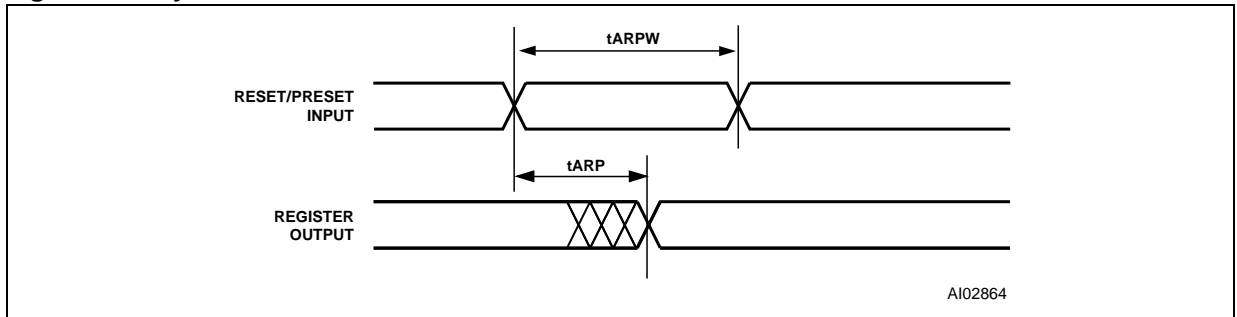 tARPW
RESET/PRESET
INPUT
tARP
REGISTER
OUTPUT
AI02864